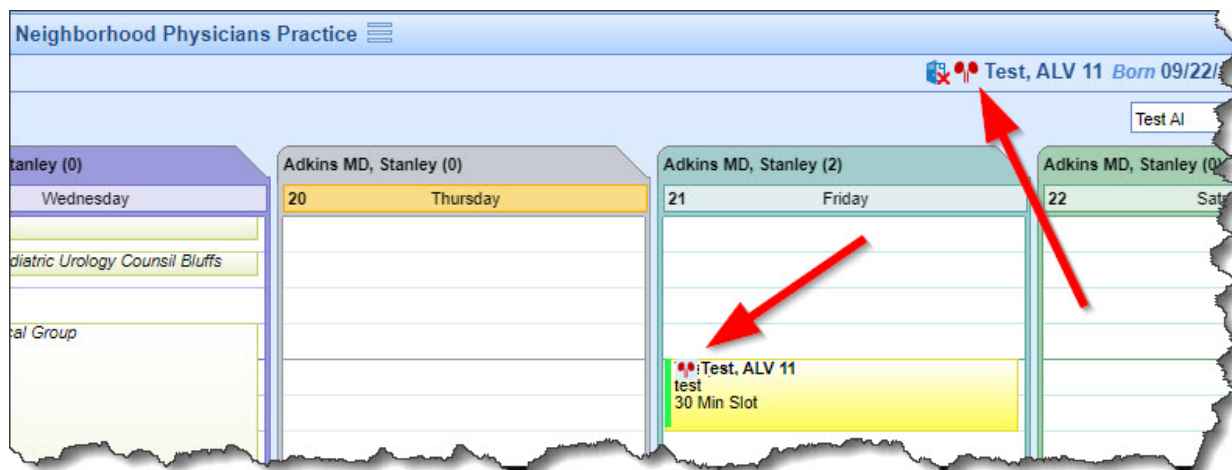 Neighborhood Physicians Practice
Test, ALV 11 Born 09/22/
Test Al
tanley (0)
Adkins MD, Stanley (0)
Adkins MD, Stanley (2)
Adkins MD, Stanley (0)
Wednesday
20 Thursday
21 Friday
22 Sat
diatric Urology Counsil Bluffs
cal Group
Test, ALV 11
test
30 Min Slot